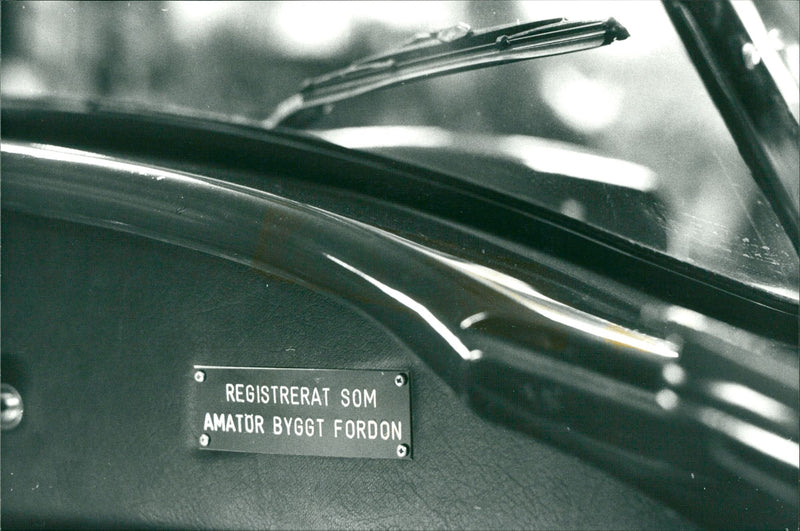 REGISTRERAT SOM
AMATÖR BYGGT FORDON